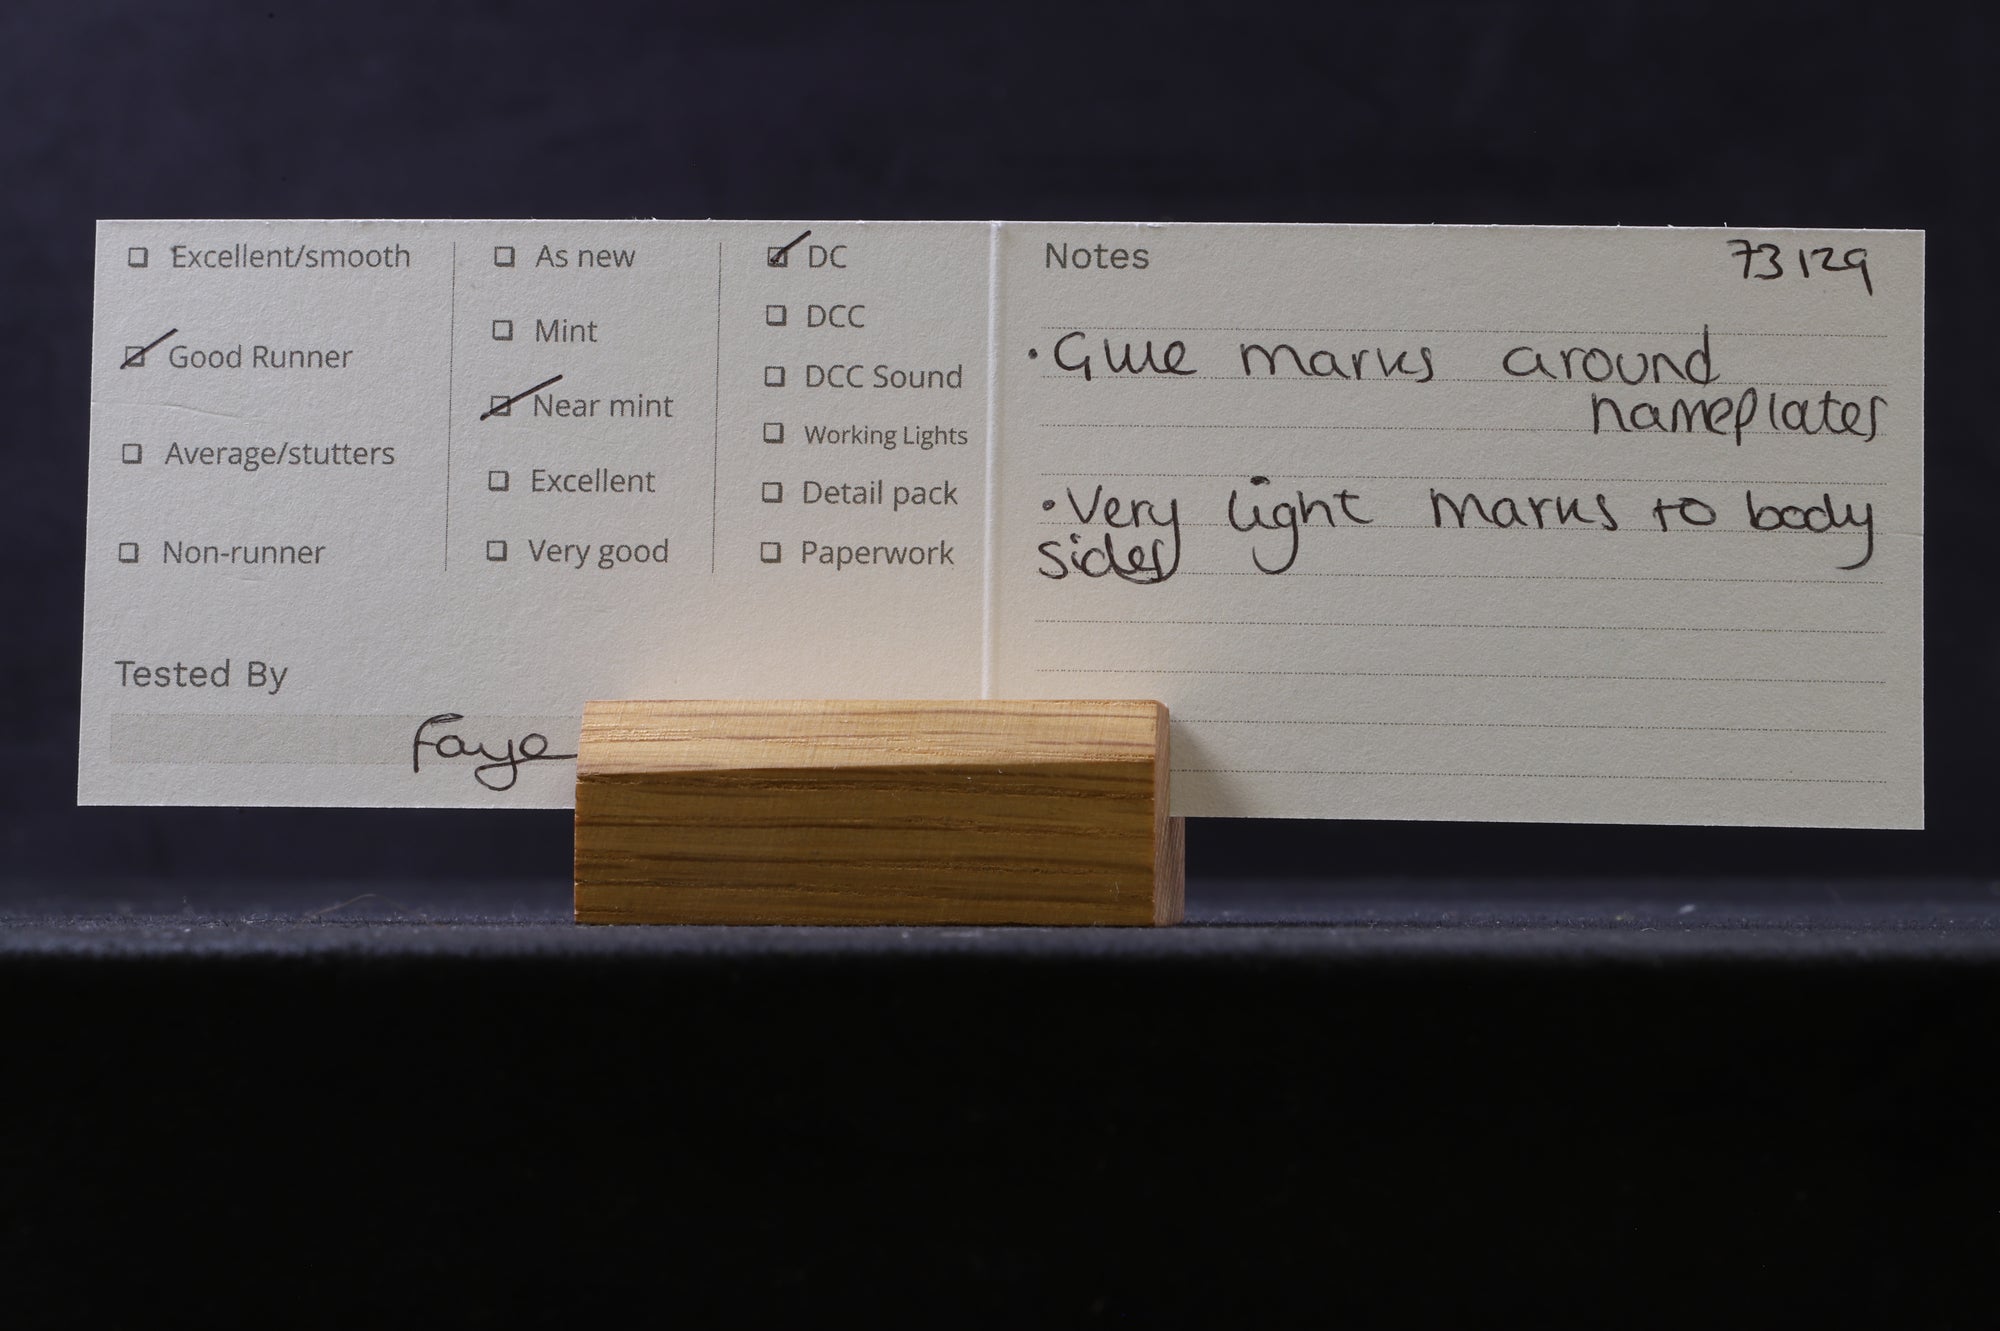 Excellent/smooth
Good Runner
Average/stutters
Non-runner
As new
Mint
Near mint
Excellent
Very good
DC
DCC
DCC Sound
Working Lights
Detail pack
Paperwork
Tested By
Faye
Notes 73129
• Glue marks around
nameplates
• Very light marks to body
sides